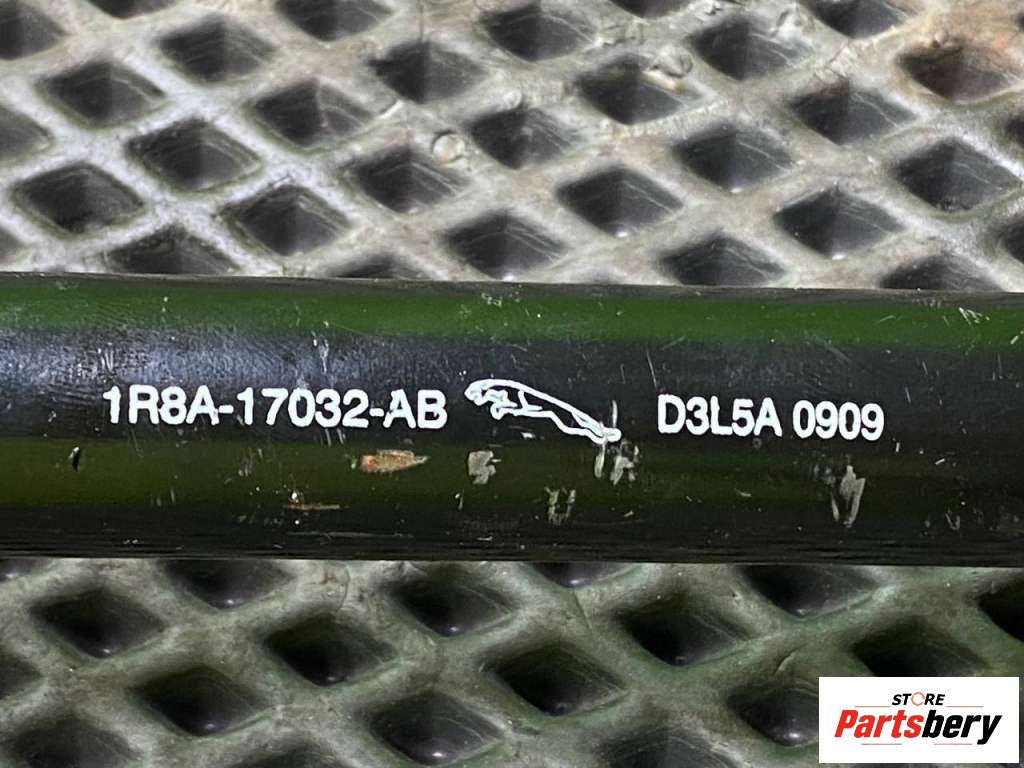 1R8A-17032-AB D3L5A 0909
STORE
Partsbery